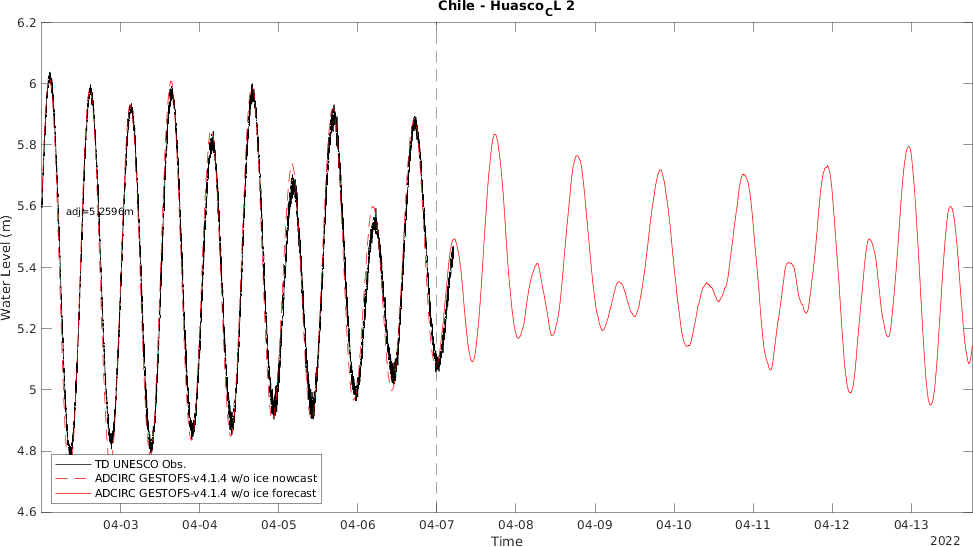 Chile - Huasco_CL 2
6.2
6
5.8
5.6
5.4
5.2
5
4.8
4.6
Water Level (m)
adj=5.2596m
TD UNESCO Obs.
ADCIRC GESTOFS-v4.1.4 w/o ice nowcast
ADCIRC GESTOFS-v4.1.4 w/o ice forecast
04-03 04-04 04-05 04-06 04-07 04-08 04-09 04-10 04-11 04-12 04-13
Time
2022